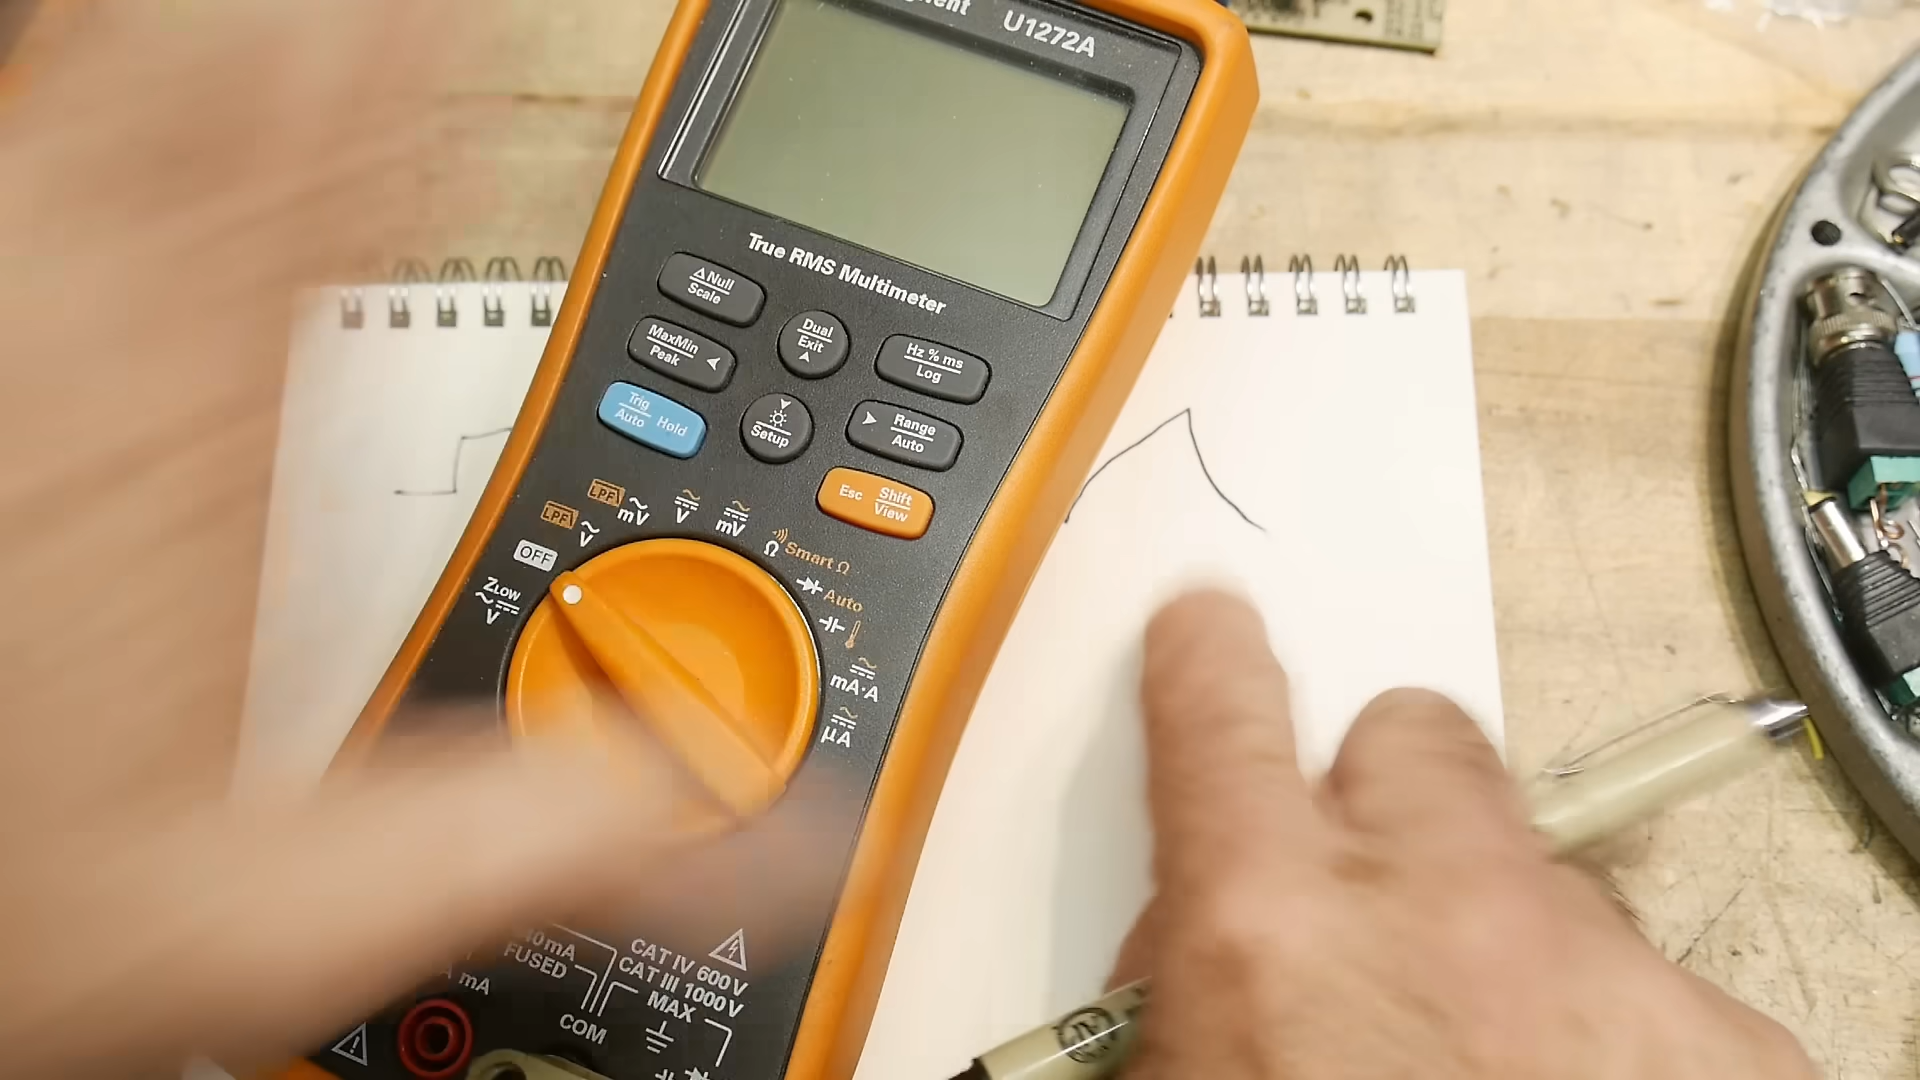 U1272A
True RMS Multimeter
ΔNull
Scale
MaxMin
Peak
Dual
Exit
Hz % ms
Log
Trig
Auto Hold
Setup
Range
Auto
Esc Shift
View
LPF
LPF
mV
V
mV
Ω Smart Ω
V
OFF
Auto
ZLOW
V
mA·A
µA
FUSED
mA
CAT IV 600V
CAT III 1000V
MAX
COM